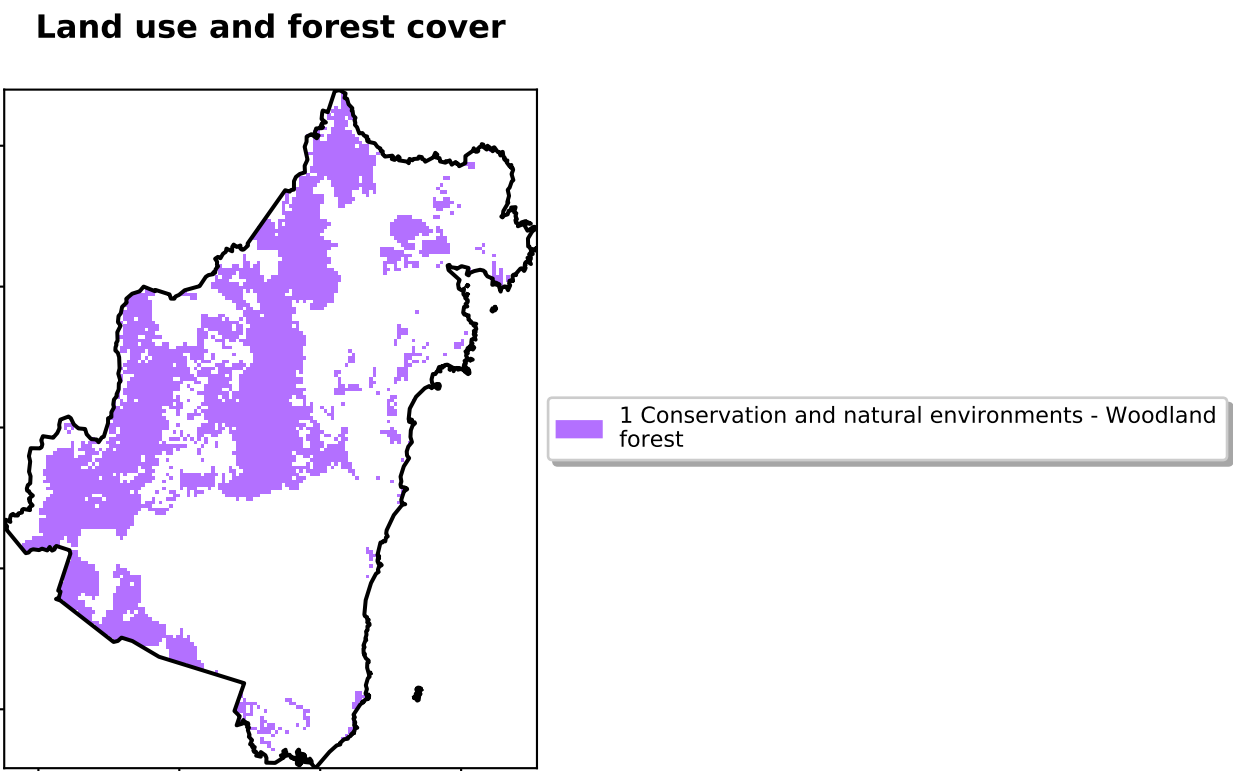 Land use and forest cover
1 Conservation and natural environments - Woodland
forest